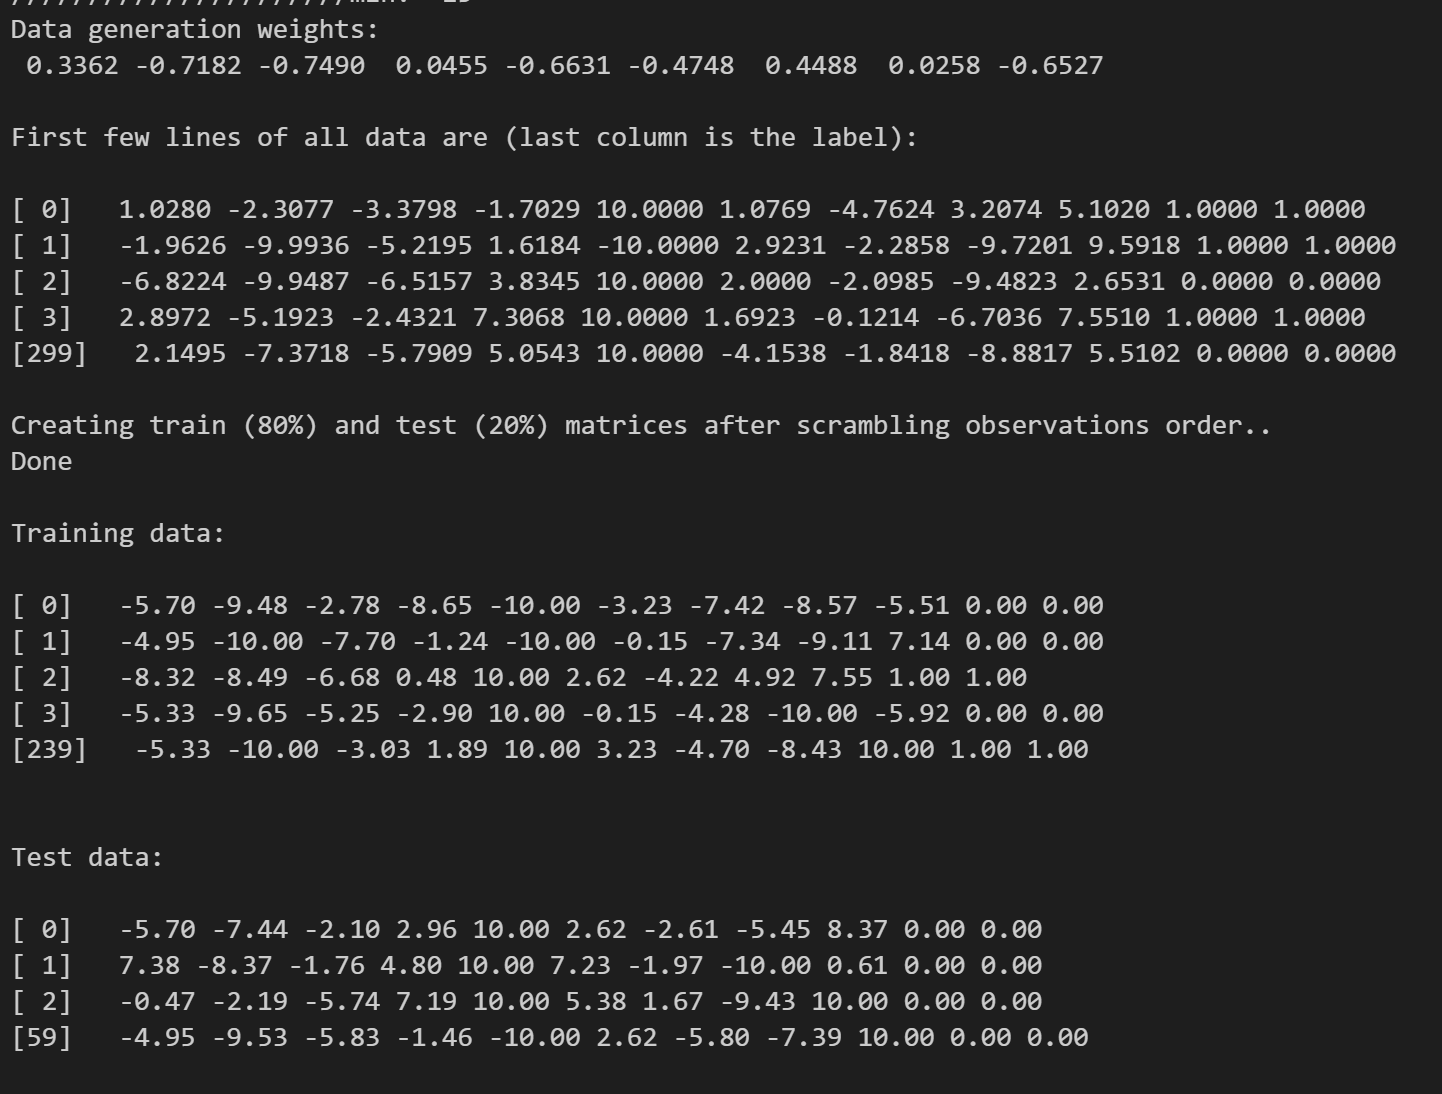 Data generation weights:
0.3362 -0.7182 -0.7490 0.0455 -0.6631 -0.4748 0.4488 0.0258 -0.6527
First few lines of all data are (last column is the label):
[ 0] 1.0280 -2.3077 -3.3798 -1.7029 10.0000 1.0769 -4.7624 3.2074 5.1020 1.0000 1.0000
[ 1] -1.9626 -9.9936 -5.2195 1.6184 -10.0000 2.9231 -2.2858 -9.7201 9.5918 1.0000 1.0000
[ 2] -6.8224 -9.9487 -6.5157 3.8345 10.0000 2.0000 -2.0985 -9.4823 2.6531 0.0000 0.0000
[ 3] 2.8972 -5.1923 -2.4321 7.3068 10.0000 1.6923 -0.1214 -6.7036 7.5510 1.0000 1.0000
[299] 2.1495 -7.3718 -5.7909 5.0543 10.0000 -4.1538 -1.8418 -8.8817 5.5102 0.0000 0.0000
Creating train (80%) and test (20%) matrices after scrambling observations order..
Done
Training data:
[ 0] -5.70 -9.48 -2.78 -8.65 -10.00 -3.23 -7.42 -8.57 -5.51 0.00 0.00
[ 1] -4.95 -10.00 -7.70 -1.24 -10.00 -0.15 -7.34 -9.11 7.14 0.00 0.00
[ 2] -8.32 -8.49 -6.68 0.48 10.00 2.62 -4.22 4.92 7.55 1.00 1.00
[ 3] -5.33 -9.65 -5.25 -2.90 10.00 -0.15 -4.28 -10.00 -5.92 0.00 0.00
[239] -5.33 -10.00 -3.03 1.89 10.00 3.23 -4.70 -8.43 10.00 1.00 1.00
Test data:
[ 0] -5.70 -7.44 -2.10 2.96 10.00 2.62 -2.61 -5.45 8.37 0.00 0.00
[ 1] 7.38 -8.37 -1.76 4.80 10.00 7.23 -1.97 -10.00 0.61 0.00 0.00
[ 2] -0.47 -2.19 -5.74 7.19 10.00 5.38 1.67 -9.43 10.00 0.00 0.00
[59] -4.95 -9.53 -5.83 -1.46 -10.00 2.62 -5.80 -7.39 10.00 0.00 0.00